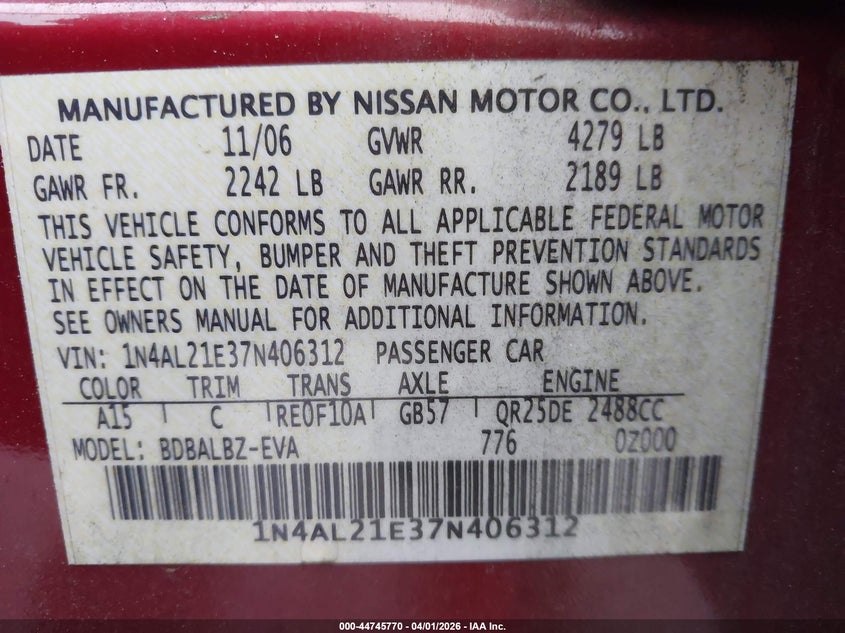 MANUFACTURED BY NISSAN MOTOR CO., LTD.
DATE 11/06 GVWR 4279 LB
GAWR FR. 2242 LB GAWR RR. 2189 LB
THIS VEHICLE CONFORMS TO ALL APPLICABLE FEDERAL MOTOR
VEHICLE SAFETY, BUMPER AND THEFT PREVENTION STANDARDS
IN EFFECT ON THE DATE OF MANUFACTURE SHOWN ABOVE.
SEE OWNERS MANUAL FOR ADDITIONAL INFORMATION.
VIN: 1N4AL21E37N406312 PASSENGER CAR
COLOR TRIM TRANS AXLE ENGINE
A15 C RE0F10A GB57 QR25DE 2488CC
MODEL: BDBALBZ-EVA 776 0Z000
1N4AL21E37N406312
000-44745770 - 04/01/2026 - IAA Inc.